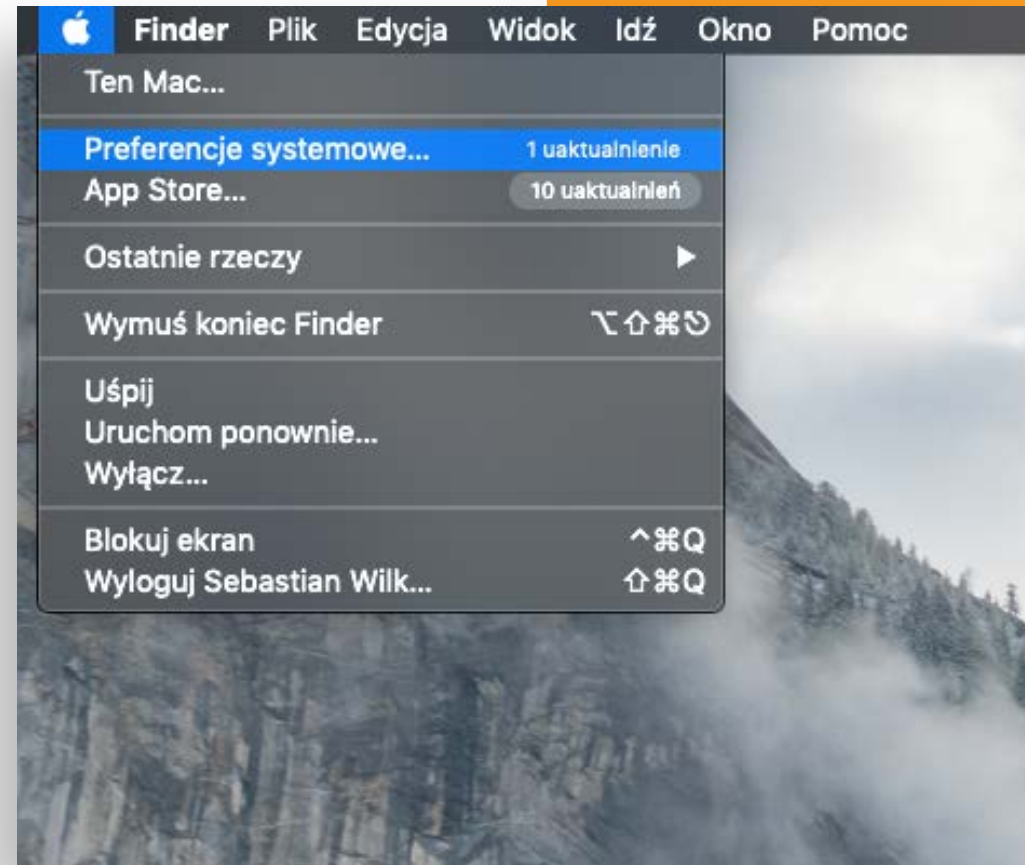 Finder Plik Edycja Widok Idź Okno Pomoc
Ten Mac...
Preferencje systemowe... 1 uaktualnienie
App Store... 10 uaktualnień
Ostatnie rzeczy ▶
Wymuś koniec Finder ⌥⇧⌘⎋
Uśpij
Uruchom ponownie...
Wyłącz...
Blokuj ekran ^⌘Q
Wyloguj Sebastian Wilk... ⇧⌘Q